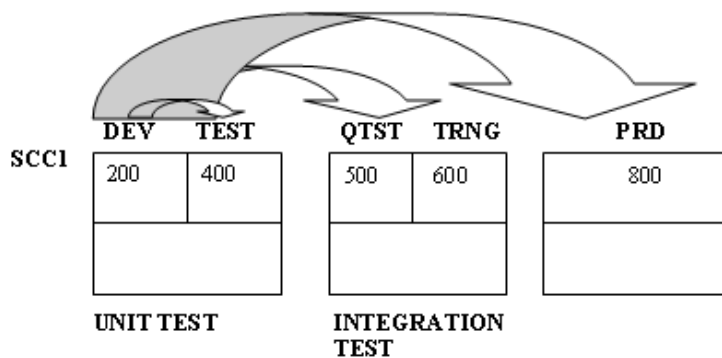 DEV TEST QTST TRNG PRD
SCC1
200 400 500 600 800
UNIT TEST INTEGRATION
TEST